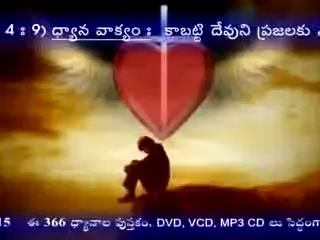 4 : 9) ధ్యాన వాక్యం : కాబట్టి దేవుని ప్రజలకు
15 ఈ 366 ధ్యానాల పుస్తకం, DVD, VCD, MP3 CD లు సిద్ధంగా